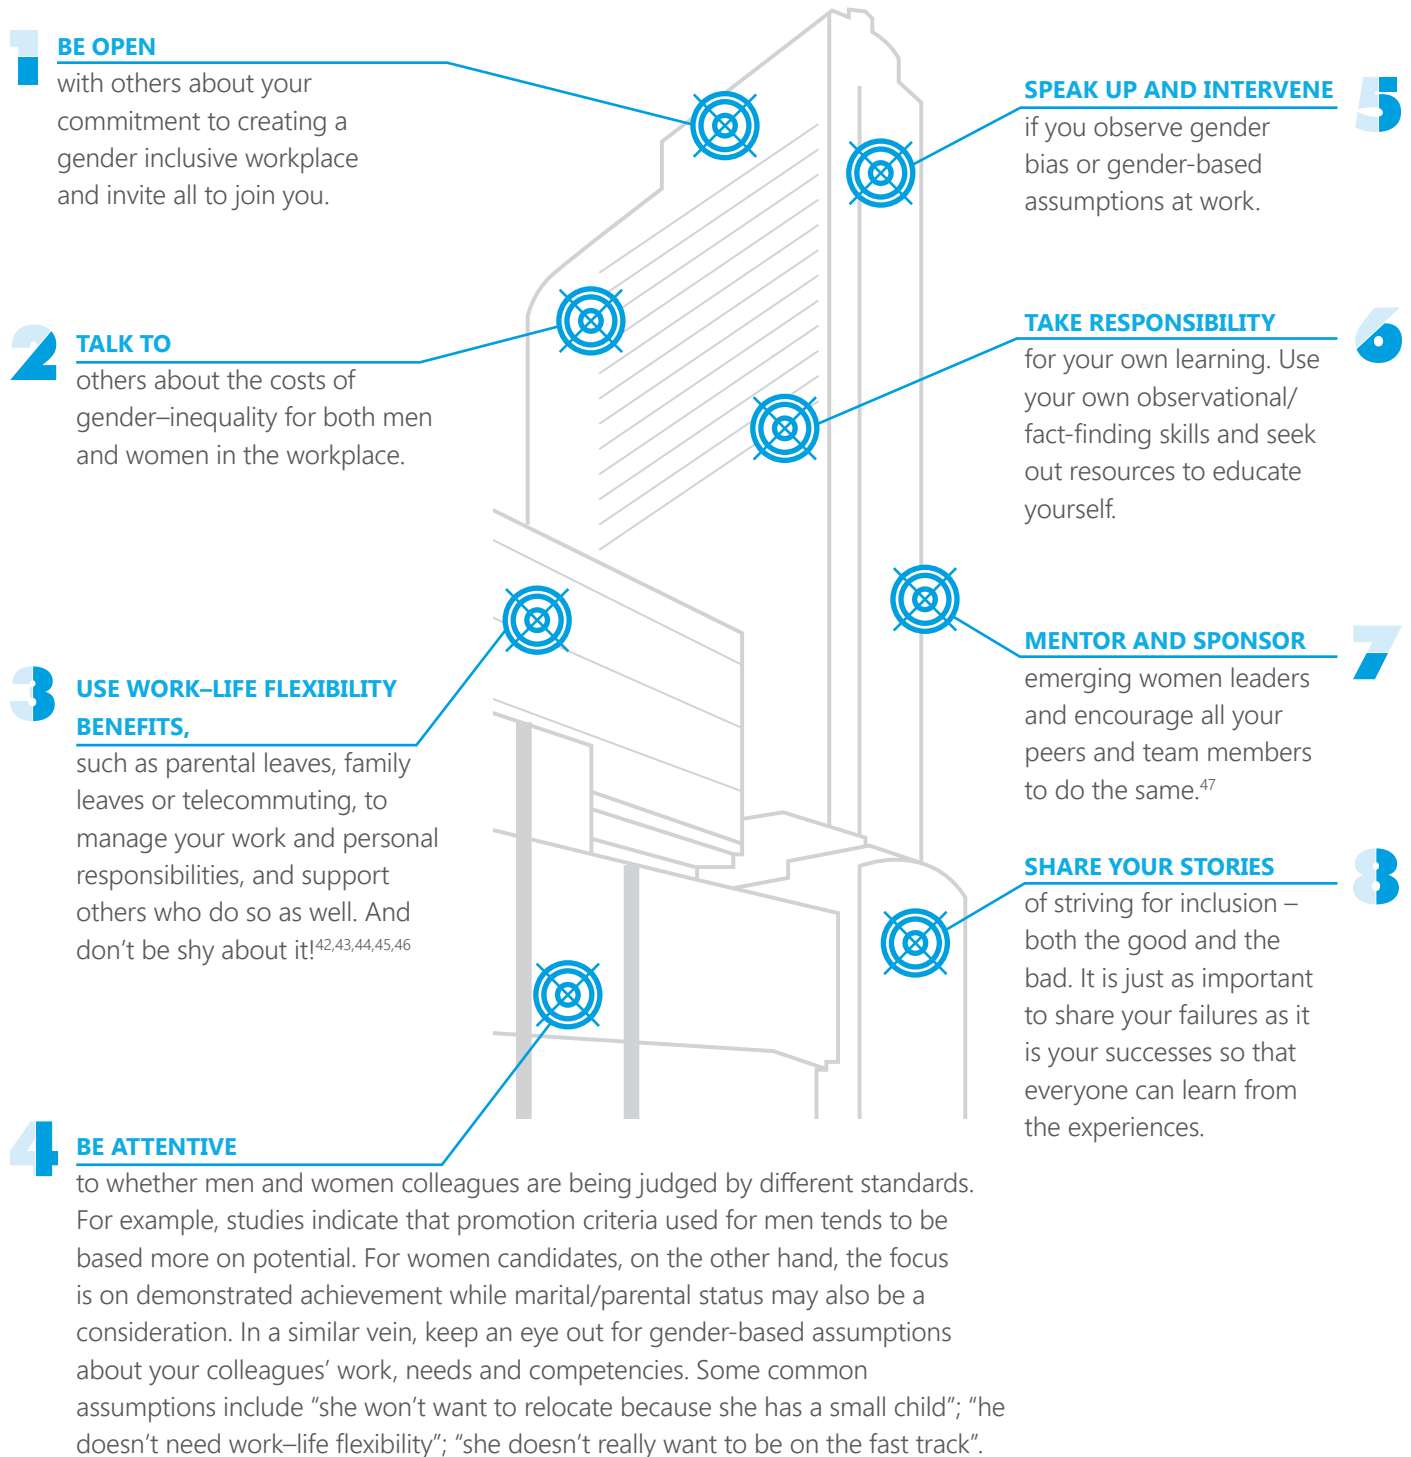 1
BE OPEN
with others about your
commitment to creating a
gender inclusive workplace
and invite all to join you.
2
TALK TO
others about the costs of
gender–inequality for both men
and women in the workplace.
3
USE WORK–LIFE FLEXIBILITY
BENEFITS,
such as parental leaves, family
leaves or telecommuting, to
manage your work and personal
responsibilities, and support
others who do so as well. And
don’t be shy about it!42,43,44,45,46
4
BE ATTENTIVE
to whether men and women colleagues are being judged by different standards.
For example, studies indicate that promotion criteria used for men tends to be
based more on potential. For women candidates, on the other hand, the focus
is on demonstrated achievement while marital/parental status may also be a
consideration. In a similar vein, keep an eye out for gender-based assumptions
about your colleagues’ work, needs and competencies. Some common
assumptions include “she won’t want to relocate because she has a small child”; “he
doesn’t need work–life flexibility”; “she doesn’t really want to be on the fast track”.
5
SPEAK UP AND INTERVENE
if you observe gender
bias or gender-based
assumptions at work.
6
TAKE RESPONSIBILITY
for your own learning. Use
your own observational/
fact-finding skills and seek
out resources to educate
yourself.
7
MENTOR AND SPONSOR
emerging women leaders
and encourage all your
peers and team members
to do the same.47
8
SHARE YOUR STORIES
of striving for inclusion –
both the good and the
bad. It is just as important
to share your failures as it
is your successes so that
everyone can learn from
the experiences.